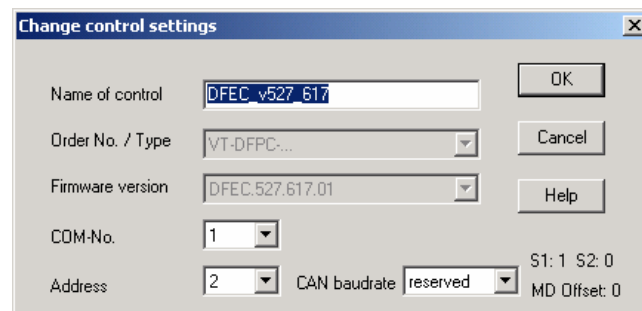 Change control settings
Name of control DFEC_v527_617 OK
Order No. / Type VT-DFPC-... Cancel
Firmware version DFEC.527.617.01 Help
COM-No. 1
Address 2 CAN baudrate reserved S1: 1 S2: 0
MD Offset: 0